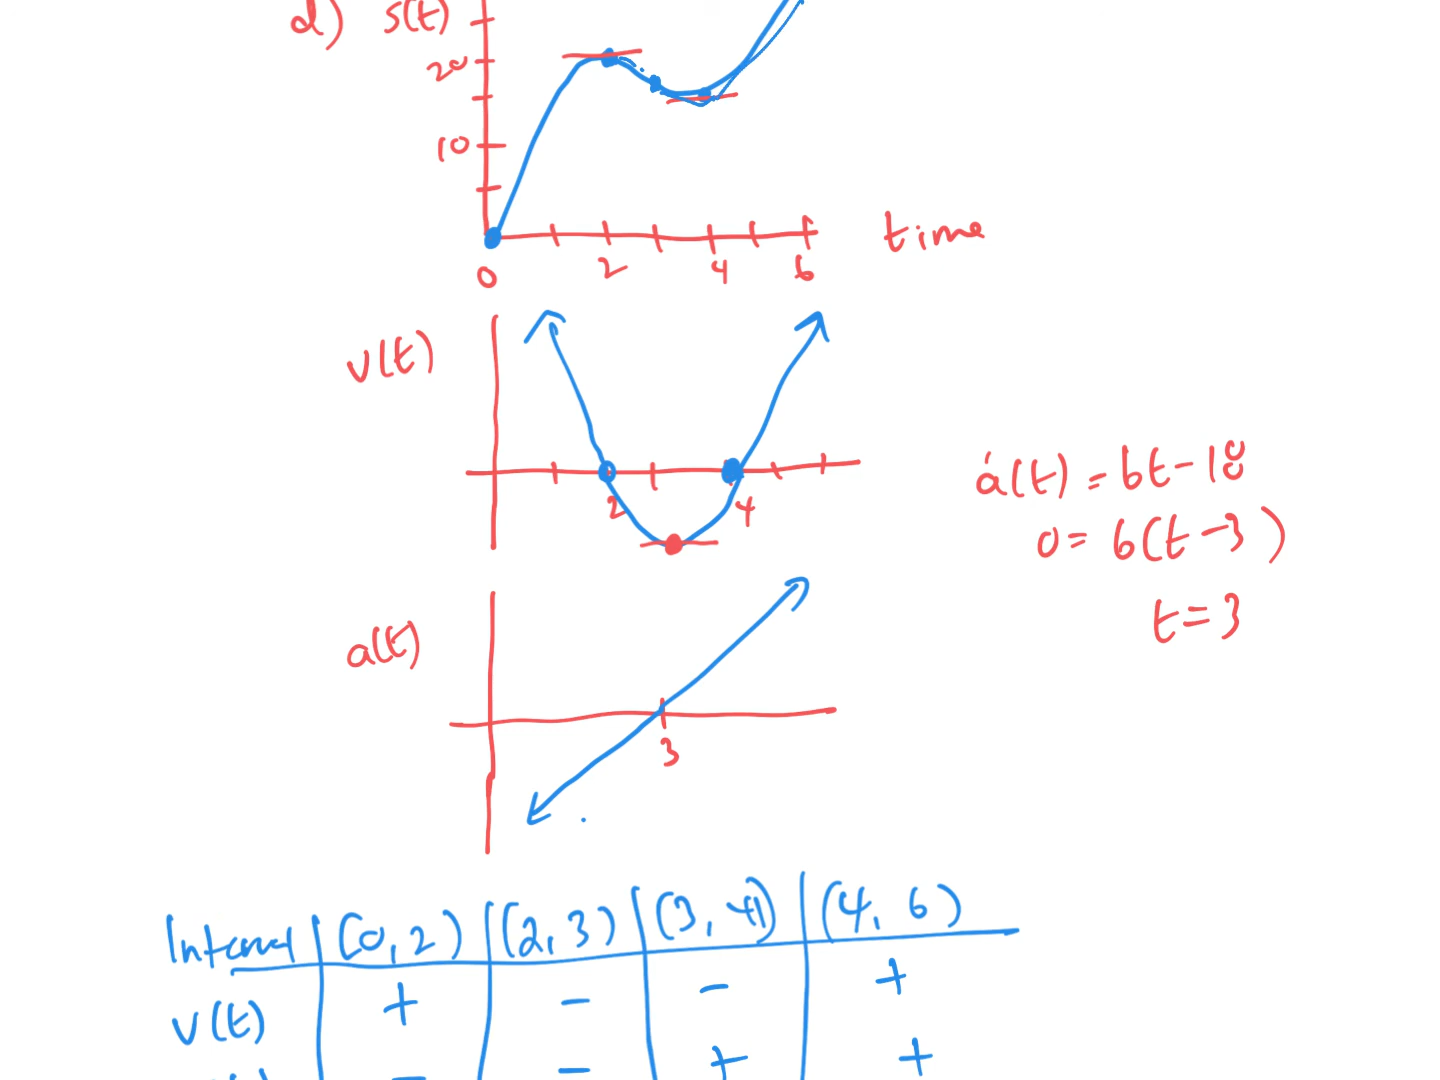 d) s(t)
20
10
time
0 2 4 6
v(t)
2 4
a(t) = 6t - 18
0 = 6(t - 3)
t = 3
a(t)
3
Interval (0, 2) (2, 3) (3, 4) (4, 6)
v(t) + - - +
- - + +